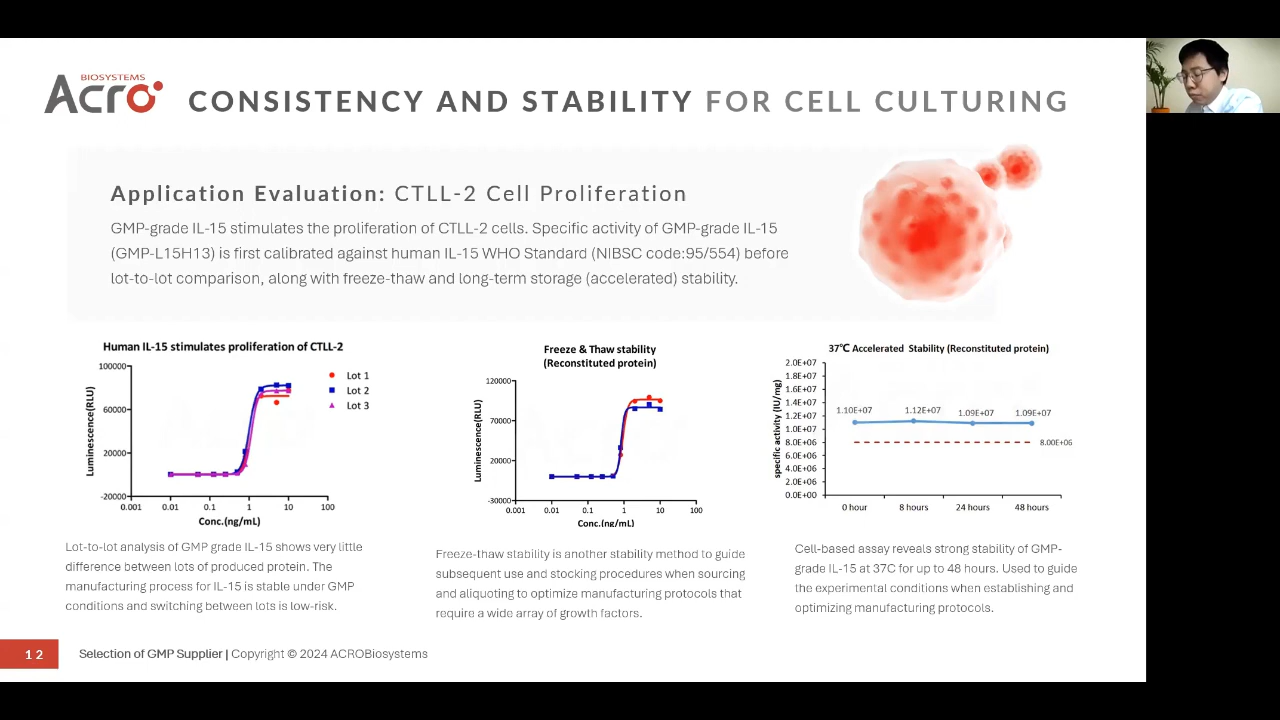 BIOSYSTEMS
Acro
CONSISTENCY AND STABILITY FOR CELL CULTURING
Application Evaluation: CTLL-2 Cell Proliferation
GMP-grade IL-15 stimulates the proliferation of CTLL-2 cells. Specific activity of GMP-grade IL-15
(GMP-L15H13) is first calibrated against human IL-15 WHO Standard (NIBSC code:95/554) before
lot-to-lot comparison, along with freeze-thaw and long-term storage (accelerated) stability.
Human IL-15 stimulates proliferation of CTLL-2
Luminescence(RLU)
100000
60000
20000
-20000
0.001 0.01 0.1 1 10 100
Conc.(ng/mL)
Lot 1
Lot 2
Lot 3
Lot-to-lot analysis of GMP grade IL-15 shows very little
difference between lots of produced protein. The
manufacturing process for IL-15 is stable under GMP
conditions and switching between lots is low-risk.
Freeze & Thaw stability
(Reconstituted protein)
Luminescence(RLU)
120000
70000
20000
-30000
0.001 0.01 0.1 1 10 100
Conc.(ng/mL)
Freeze-thaw stability is another stability method to guide
subsequent use and stocking procedures when sourcing
and aliquoting to optimize manufacturing protocols that
require a wide array of growth factors.
37℃ Accelerated Stability (Reconstituted protein)
specific activity (IU/mg)
2.0E+07
1.8E+07
1.6E+07
1.4E+07
1.2E+07
1.0E+07
8.0E+06
6.0E+06
4.0E+06
2.0E+06
0.0E+00
1.10E+07 1.12E+07 1.09E+07 1.09E+07
8.00E+06
0 hour 8 hours 24 hours 48 hours
Cell-based assay reveals strong stability of GMP-
grade IL-15 at 37C for up to 48 hours. Used to guide
the experimental conditions when establishing and
optimizing manufacturing protocols.
12
Selection of GMP Supplier | Copyright © 2024 ACROBiosystems